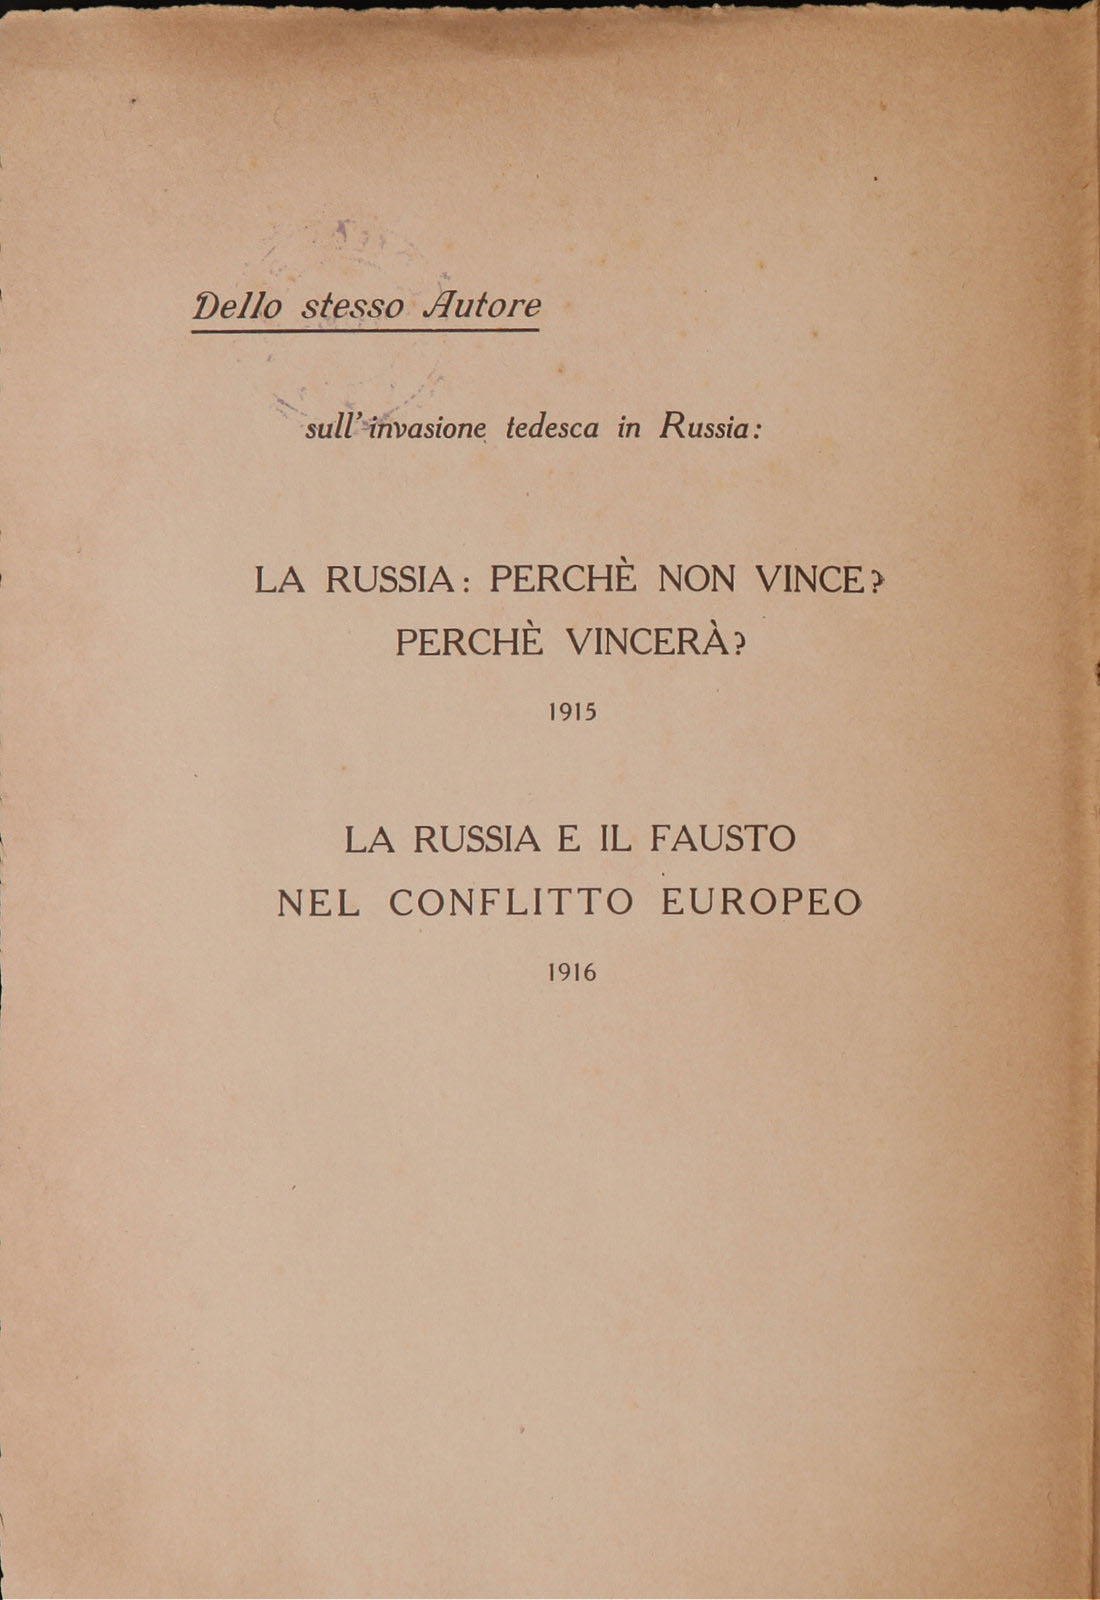 Dello stesso Autore
sull'invasione tedesca in Russia:
LA RUSSIA: PERCHÈ NON VINCE?
PERCHÈ VINCERÀ?
1915
LA RUSSIA E IL FAUSTO
NEL CONFLITTO EUROPEO
1916